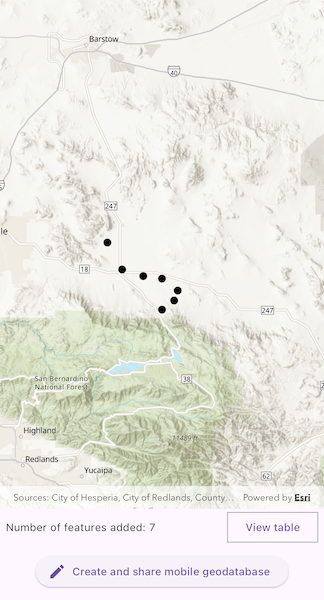 Barstow
40
247
le
18
247
38
San Bernardino
National Forest
11489 ft
Highland
Redlands
Yucaipa
62
Sources: City of Hesperia, City of Redlands, County... Powered by Esri
Number of features added: 7
View table
Create and share mobile geodatabase